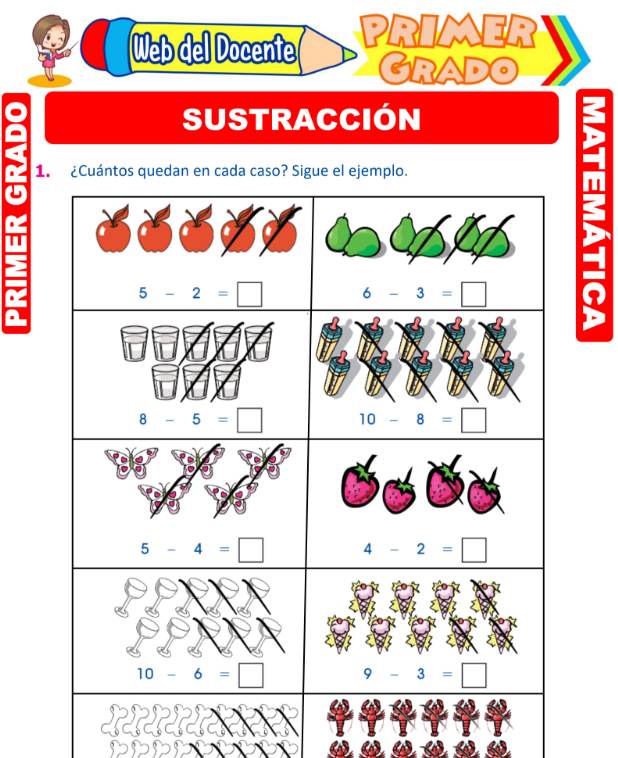 Web del Docente
PRIMER
GRADO
SUSTRACCIÓN
PRIMER GRADO
MATEMÁTICA
1. ¿Cuántos quedan en cada caso? Sigue el ejemplo.
5 - 2 =
6 - 3 =
8 - 5 =
10 - 8 =
5 - 4 =
4 - 2 =
10 - 6 =
9 - 3 =